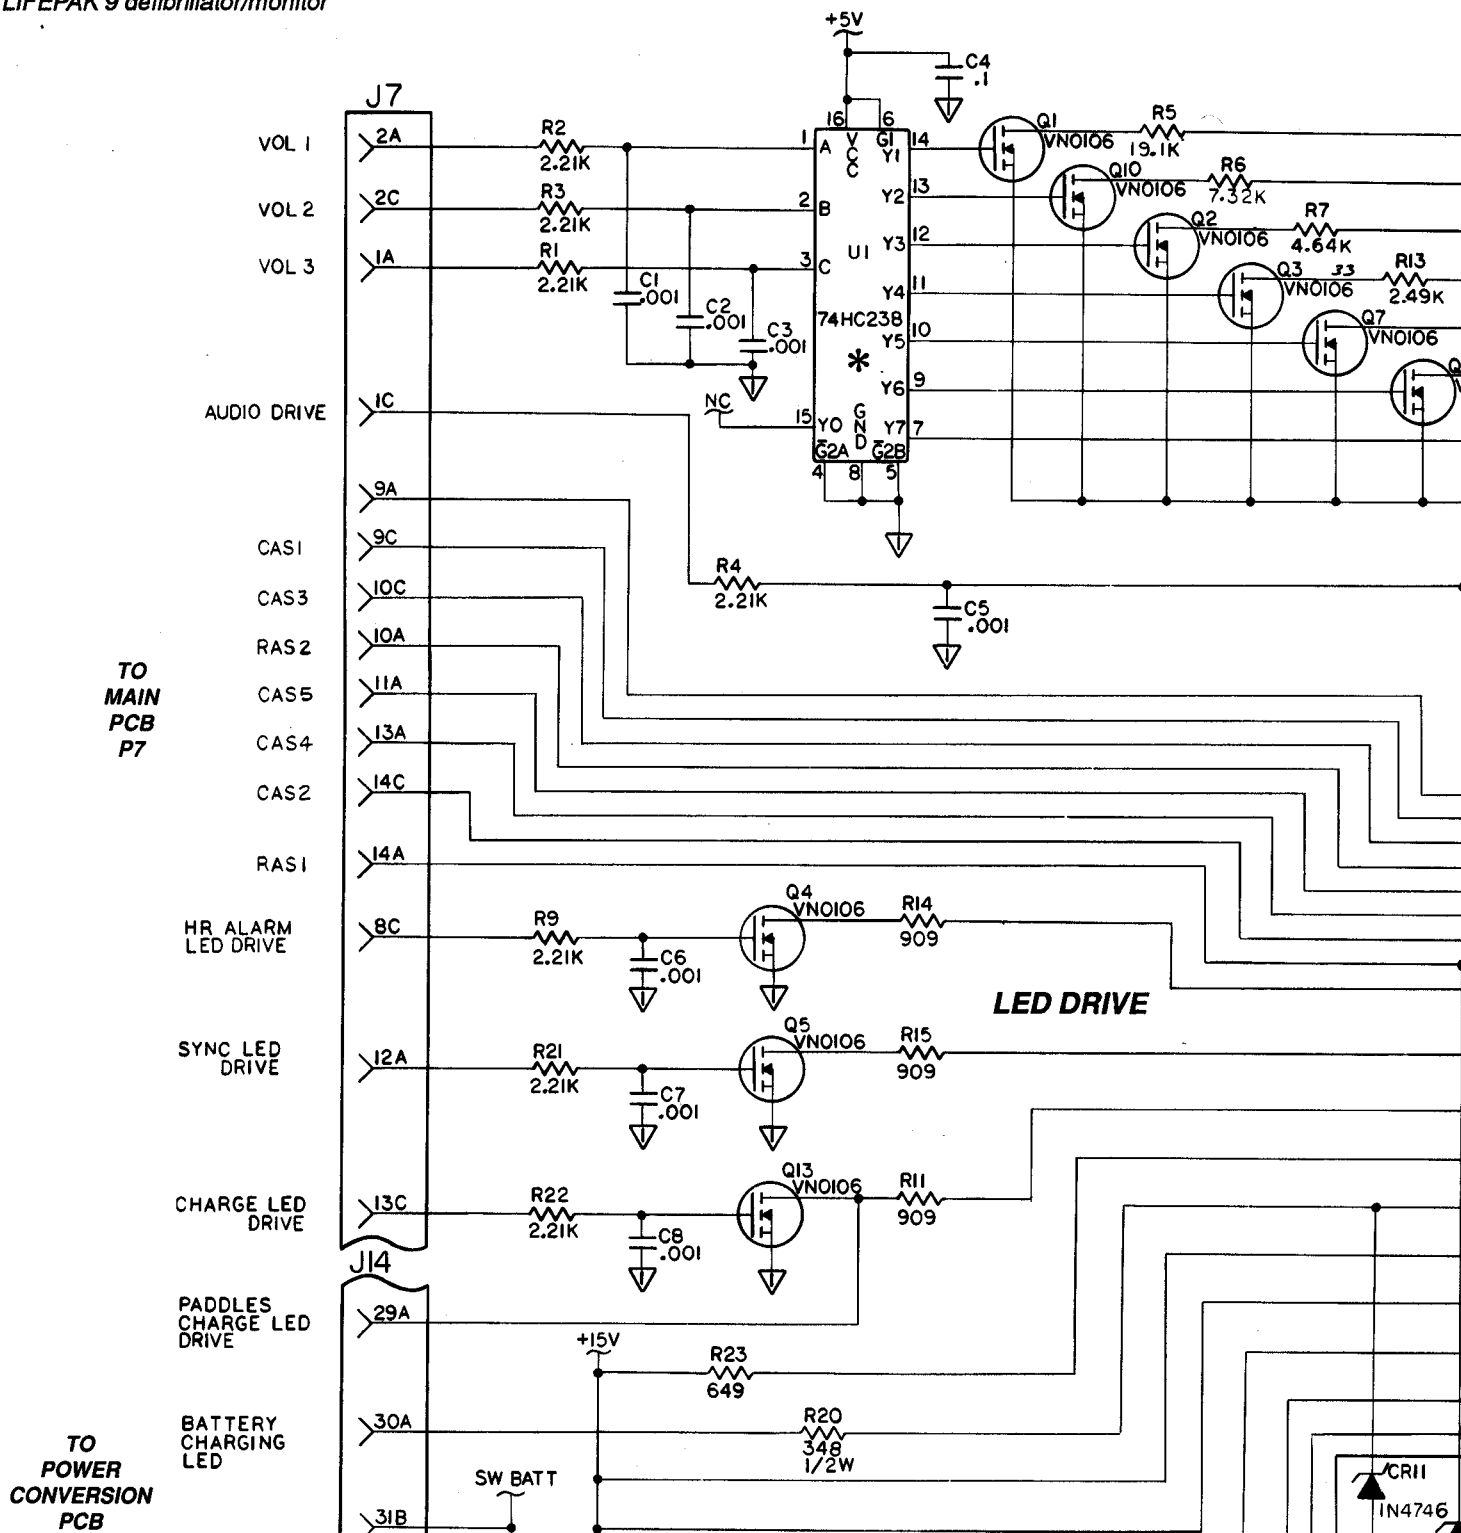 LIFEPAK 9 defibrillator/monitor
+5V
C4
.1
J7
VOL 1
2A
R2
2.21K
VOL 2
2C
R3
2.21K
VOL 3
1A
R1
2.21K
C1
.001
C2
.001
C3
.001
16
6
VCC
G1
1
A
2
B
3
C
U1
74HC238
*
Y1
14
Y2
13
Y3
12
Y4
11
Y5
10
Y6
9
Y7
7
NC
15
Y0
GND
G2A
G2B
4
8
5
Q1
VN0106
R5
19.1K
Q10
VN0106
R6
7.32K
Q2
VN0106
R7
4.64K
Q3
33
VN0106
R13
2.49K
Q7
VN0106
AUDIO DRIVE
1C
R4
2.21K
C5
.001
9A
CAS1
9C
CAS3
10C
RAS2
10A
CAS5
11A
CAS4
13A
CAS2
14C
RAS1
14A
TO
MAIN
PCB
P7
HR ALARM
LED DRIVE
8C
R9
2.21K
C6
.001
Q4
VN0106
R14
909
LED DRIVE
SYNC LED
DRIVE
12A
R21
2.21K
C7
.001
Q5
VN0106
R15
909
CHARGE LED
DRIVE
13C
R22
2.21K
C8
.001
Q13
VN0106
R11
909
J14
PADDLES
CHARGE LED
DRIVE
29A
+15V
R23
649
BATTERY
CHARGING
LED
30A
R20
348
1/2W
TO
POWER
CONVERSION
PCB
SW BATT
31B
CR11
1N4746